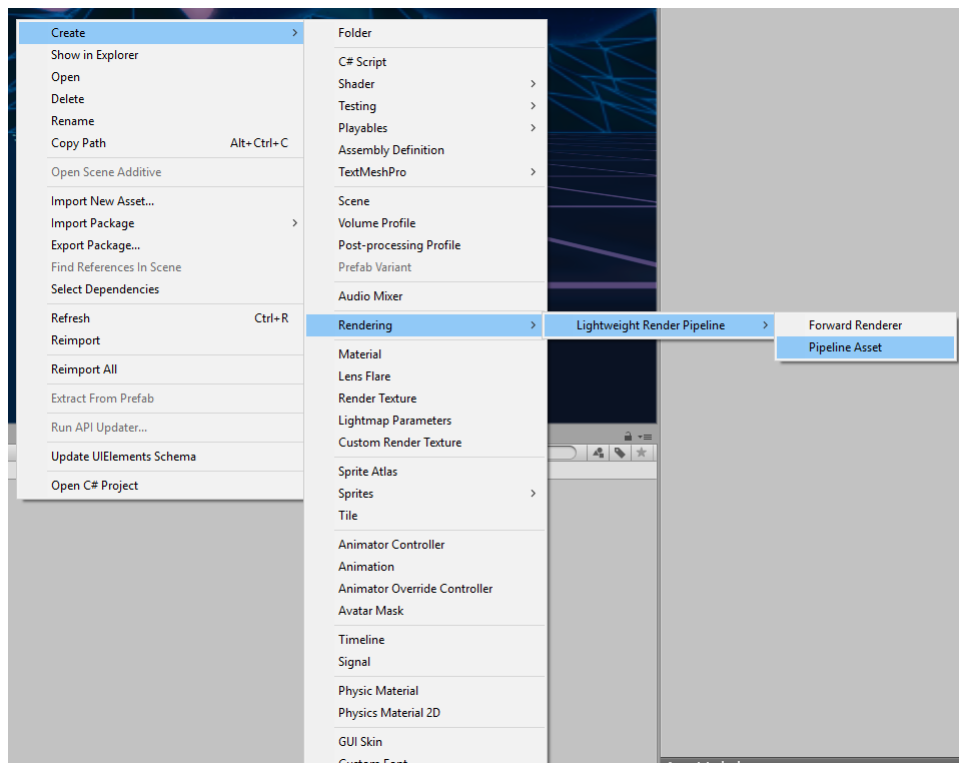 Create
Show in Explorer
Open
Delete
Rename
Copy Path Alt+Ctrl+C
Open Scene Additive
Import New Asset...
Import Package
Export Package...
Find References In Scene
Select Dependencies
Refresh Ctrl+R
Reimport
Reimport All
Extract From Prefab
Run API Updater...
Update UIElements Schema
Open C# Project
Folder
C# Script
Shader
Testing
Playables
Assembly Definition
TextMeshPro
Scene
Volume Profile
Post-processing Profile
Prefab Variant
Audio Mixer
Rendering
Material
Lens Flare
Render Texture
Lightmap Parameters
Custom Render Texture
Sprite Atlas
Sprites
Tile
Animator Controller
Animation
Animator Override Controller
Avatar Mask
Timeline
Signal
Physic Material
Physics Material 2D
GUI Skin
Custom Font
Lightweight Render Pipeline
Forward Renderer
Pipeline Asset